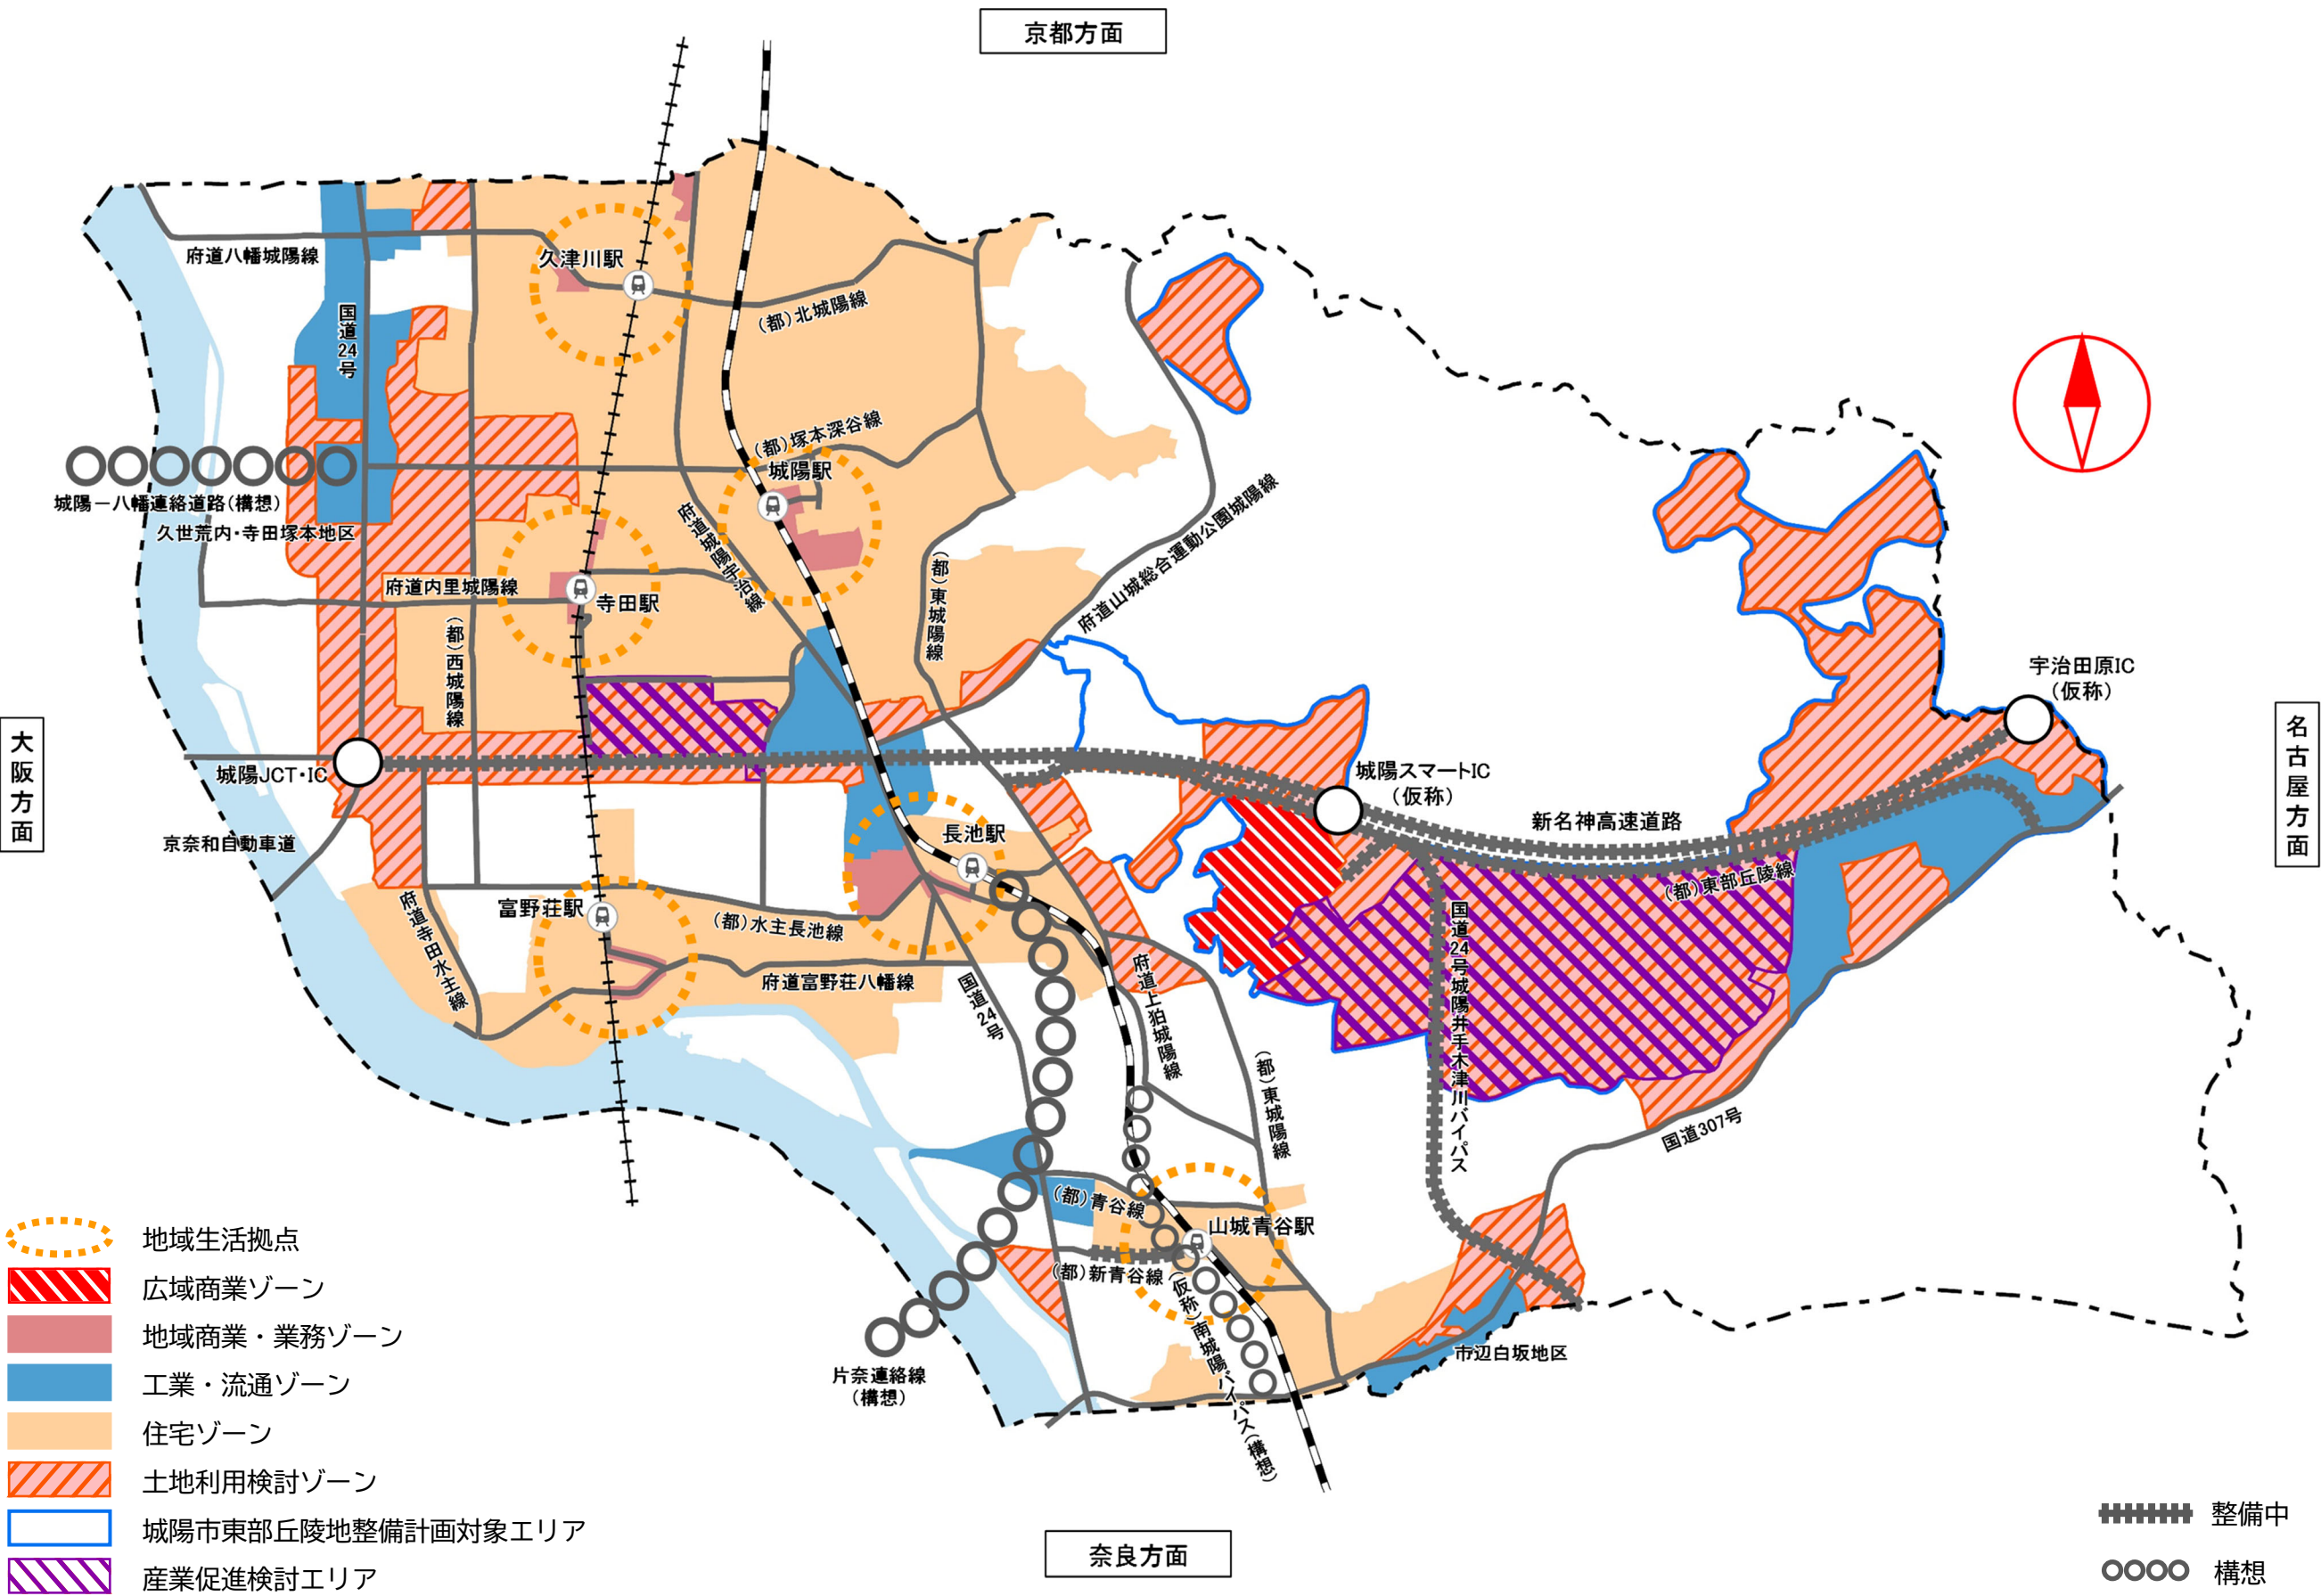 京都方面
久津川駅
府道八幡城陽線
国道24号
(都)北城陽線
(都)塚本深谷線
城陽駅
城陽－八幡連絡道路(構想)
久世荒内・寺田塚本地区
府道城陽宇治線
府道山城総合運動公園城陽線
(都)東城陽線
府道内里城陽線
寺田駅
(都)西城陽線
宇治田原IC
(仮称)
大阪方面
名古屋方面
城陽JCT・IC
城陽スマートIC
(仮称)
新名神高速道路
京奈和自動車道
長池駅
(都)東部丘陵線
府道寺田水主線
富野荘駅
(都)水主長池線
国道24号城陽井手木津川バイパス
府道富野荘八幡線
国道24号
府道上狛城陽線
(都)東城陽線
国道307号
(都)青谷線
山城青谷駅
(都)新青谷線
(仮称)南城陽バイパス(構想)
市辺白坂地区
片奈連絡線
(構想)
地域生活拠点
広域商業ゾーン
地域商業・業務ゾーン
工業・流通ゾーン
住宅ゾーン
土地利用検討ゾーン
城陽市東部丘陵地整備計画対象エリア
産業促進検討エリア
奈良方面
整備中
構想